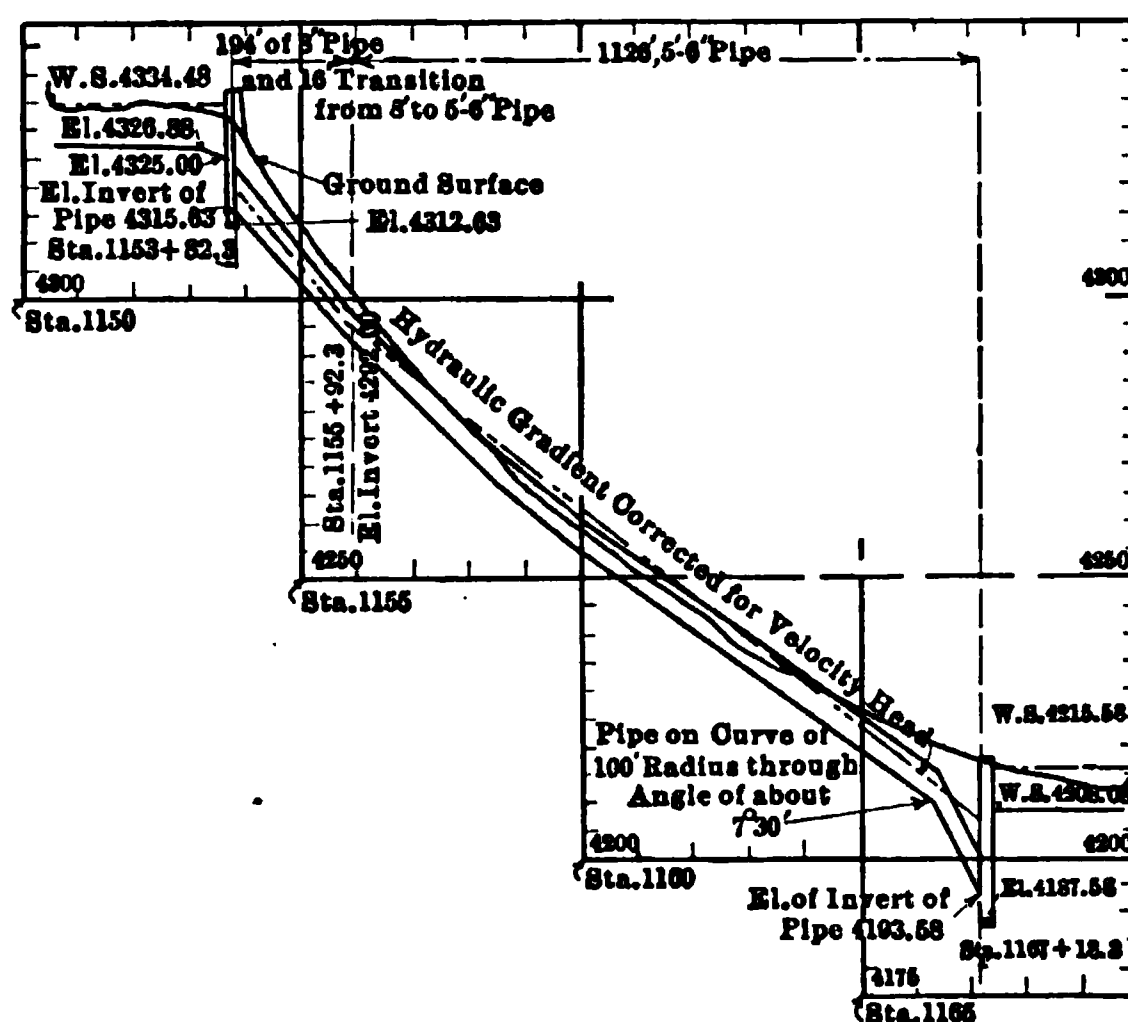 194' of 8' Pipe
and 16 Transition
from 8' to 5'-6" Pipe
1126', 5'-6" Pipe
W.S.4334.48
El.4326.88
El.4325.00
El.Invert of
Pipe 4315.63
Sta.1153+82.3
Ground Surface
El.4312.63
4300
4300
Sta.1150
Sta.1155+92.3
El.Invert
Hydraulic Gradient Corrected for Velocity Head
4250
4250
Sta.1155
W.S.4215.58
Pipe on Curve of
100' Radius through
Angle of about
7°30'
W.S.
4200
4200
Sta.1160
El.of Invert of
Pipe 4193.58
El.4187.58
Sta.1167+18.3
4175
Sta.1165